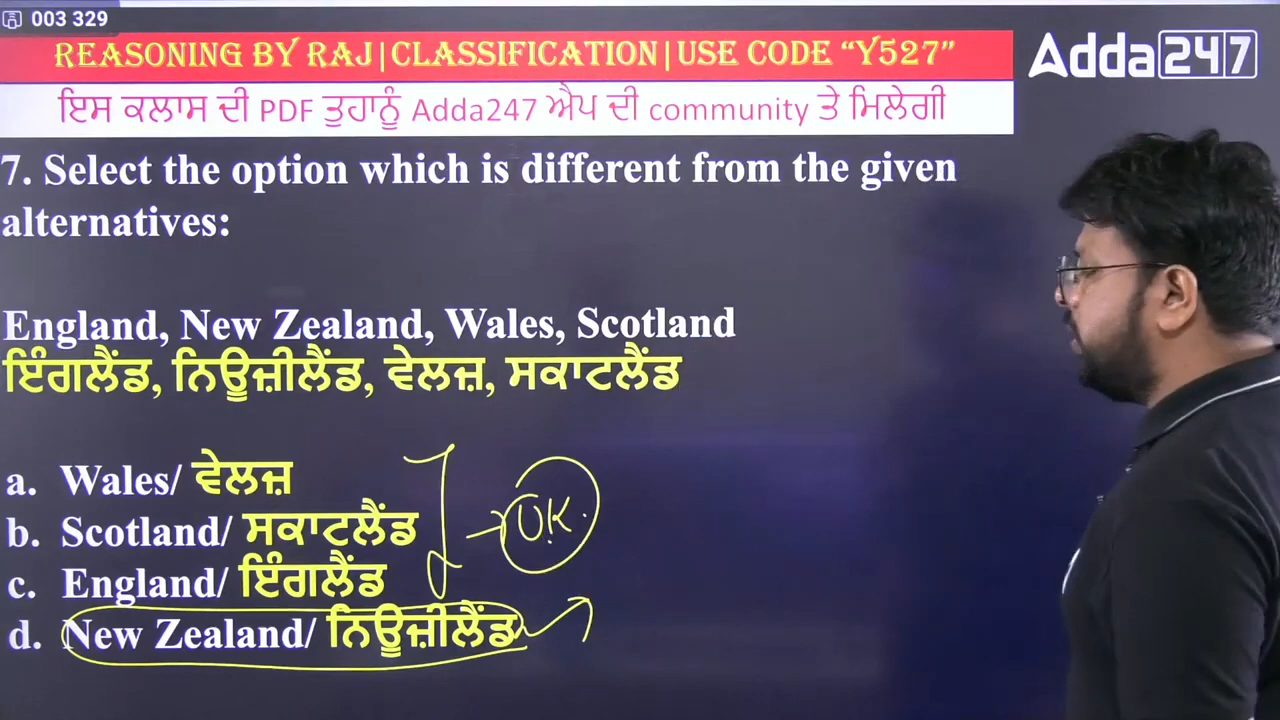 003 329
REASONING BY RAJ|CLASSIFICATION|USE CODE “Y527”
Adda247
ਇਸ ਕਲਾਸ ਦੀ PDF ਤੁਹਾਨੂੰ Adda247 ਐਪ ਦੀ community ਤੇ ਮਿਲੇਗੀ
7. Select the option which is different from the given
alternatives:
England, New Zealand, Wales, Scotland
ਇੰਗਲੈਂਡ, ਨਿਊਜ਼ੀਲੈਂਡ, ਵੇਲਜ਼, ਸਕਾਟਲੈਂਡ
a. Wales/ ਵੇਲਜ਼
b. Scotland/ ਸਕਾਟਲੈਂਡ
U.K.
c. England/ ਇੰਗਲੈਂਡ
d. New Zealand/ ਨਿਊਜ਼ੀਲੈਂਡ